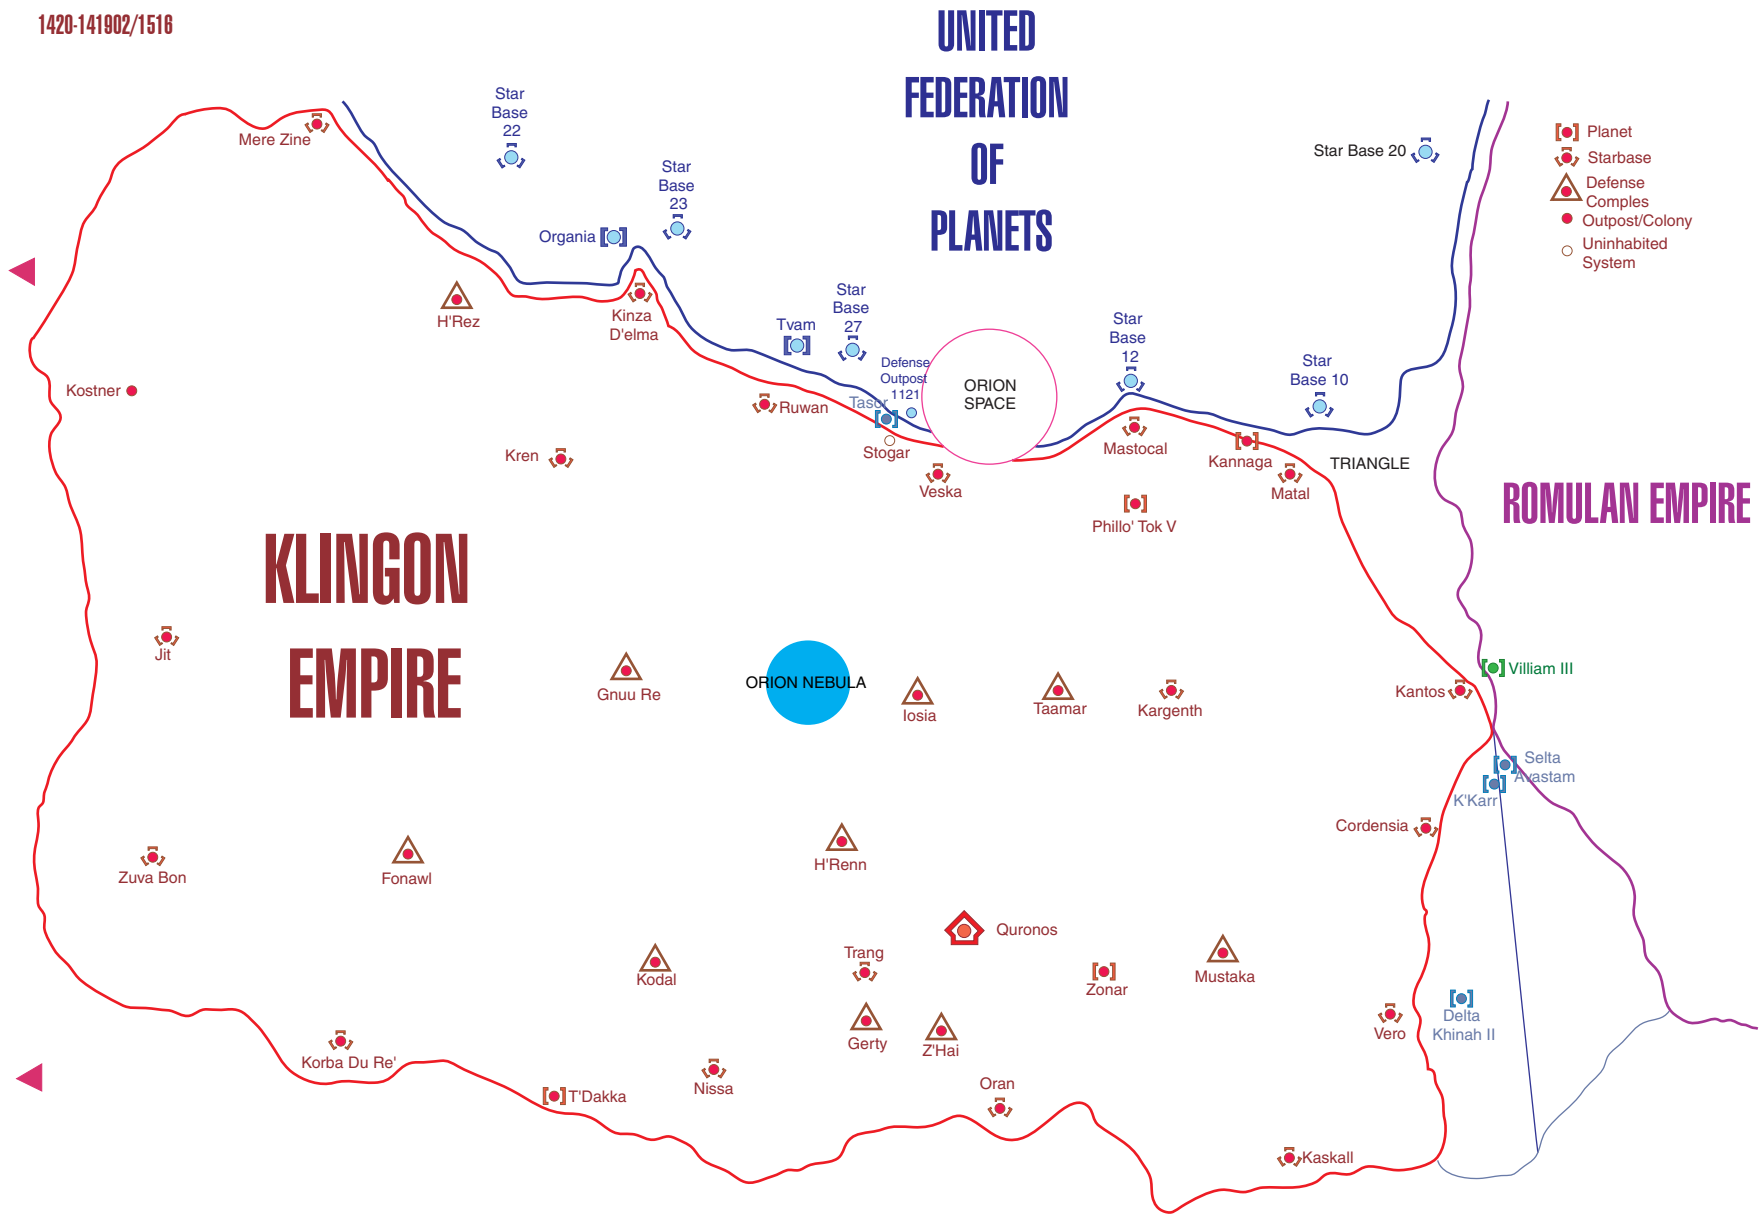 1420-141902/1516
UNITED
FEDERATION
OF
PLANETS
Star
Base
22
Mere Zine
Star
Base
23
Star Base 20
Planet
Starbase
Defense
Comples
Outpost/Colony
Uninhabited
System
Organia
H'Rez
Kinza
D'elma
Star
Base
27
Tvam
Defense
Outpost
1121
Tasor
ORION
SPACE
Star
Base
12
Star
Base 10
Kostner
Ruwan
Stogar
Veska
Kren
Mastocal
Kannaga
Matal
TRIANGLE
Phillo' Tok V
ROMULAN EMPIRE
KLINGON
EMPIRE
Jit
Gnuu Re
ORION NEBULA
Iosia
Taamar
Kargenth
Kantos
Villiam III
Selta
Avastam
K'Karr
Cordensia
Zuva Bon
Fonawl
H'Renn
Quronos
Trang
Kodal
Zonar
Mustaka
Gerty
Z'Hai
Vero
Delta
Khinah II
Korba Du Re'
T'Dakka
Nissa
Oran
Kaskall